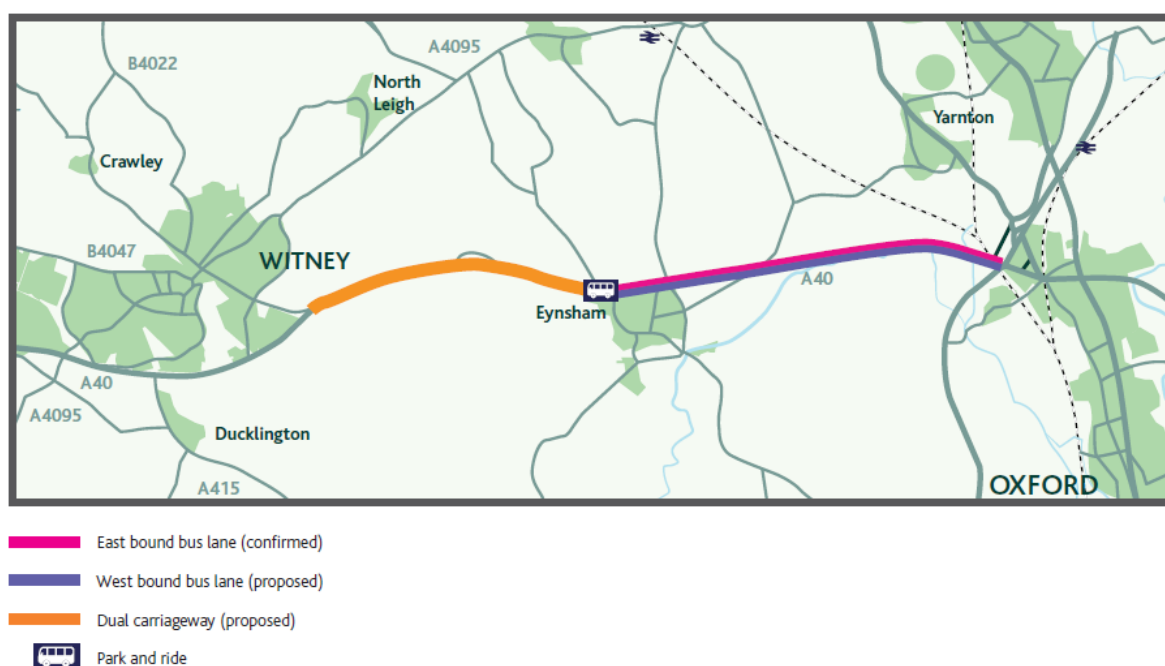 A4095
B4022
North
Leigh
Yarnton
Crawley
B4047
WITNEY
A40
Eynsham
A40
A4095
Ducklington
A415
OXFORD
East bound bus lane (confirmed)
West bound bus lane (proposed)
Dual carriageway (proposed)
Park and ride